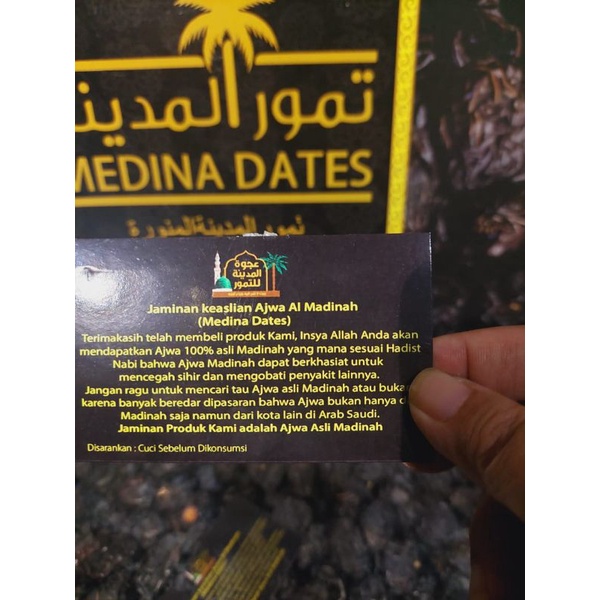 تمور المدينة
MEDINA DATES
تمور المدينة المنورة
عجوة
المدينة
للتمور
Jaminan keaslian Ajwa Al Madinah
(Medina Dates)
Terimakasih telah membeli produk Kami, Insya Allah Anda akan
mendapatkan Ajwa 100% asli Madinah yang mana sesuai Hadist
Nabi bahwa Ajwa Madinah dapat berkhasiat untuk
mencegah sihir dan mengobati penyakit lainnya.
Jangan ragu untuk mencari tau Ajwa asli Madinah atau bukan
karena banyak beredar dipasaran bahwa Ajwa bukan hanya
Madinah saja namun dari kota lain di Arab Saudi.
Jaminan Produk Kami adalah Ajwa Asli Madinah
Disarankan : Cuci Sebelum Dikonsumsi